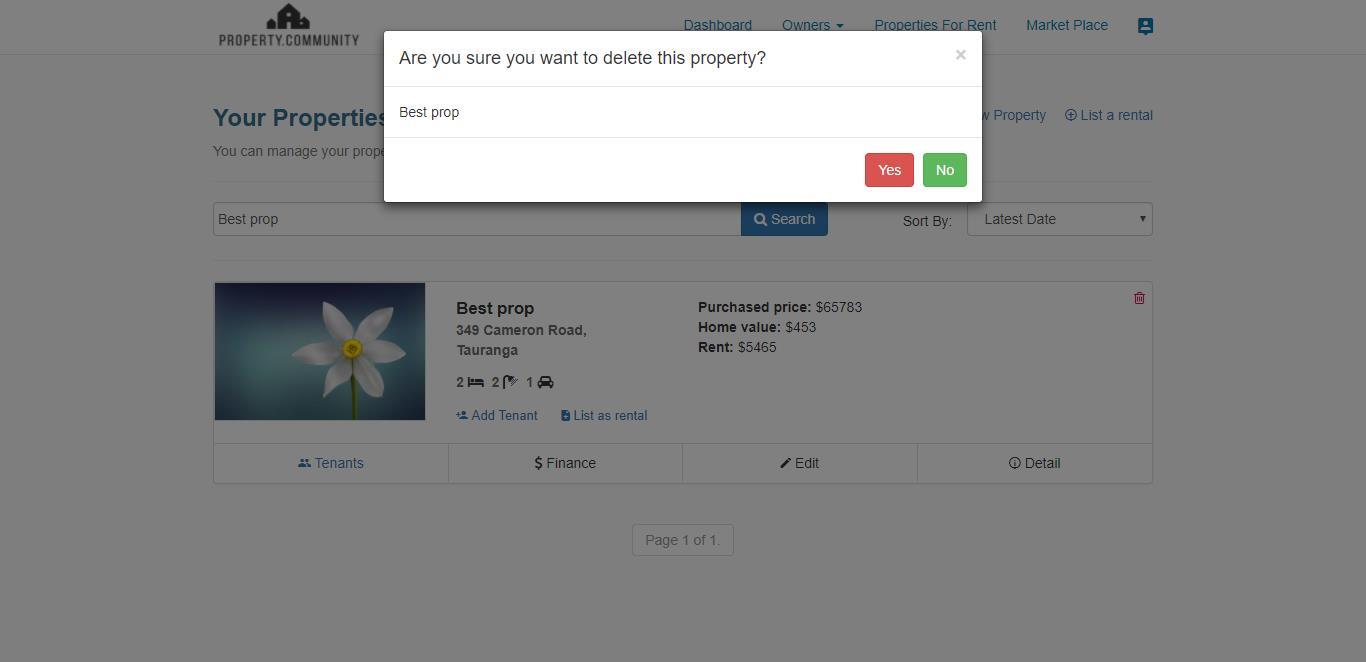 PROPERTY.COMMUNITY
Dashboard Owners Properties For Rent Market Place
Are you sure you want to delete this property? ×
Best prop
Yes No
Your Properties
Property List a rental
You can manage your
Best prop Search Sort By: Latest Date
Best prop
349 Cameron Road,
Tauranga
2 2 1
Add Tenant List as rental
Purchased price: $65783
Home value: $453
Rent: $5465
Tenants $ Finance Edit Detail
Page 1 of 1.